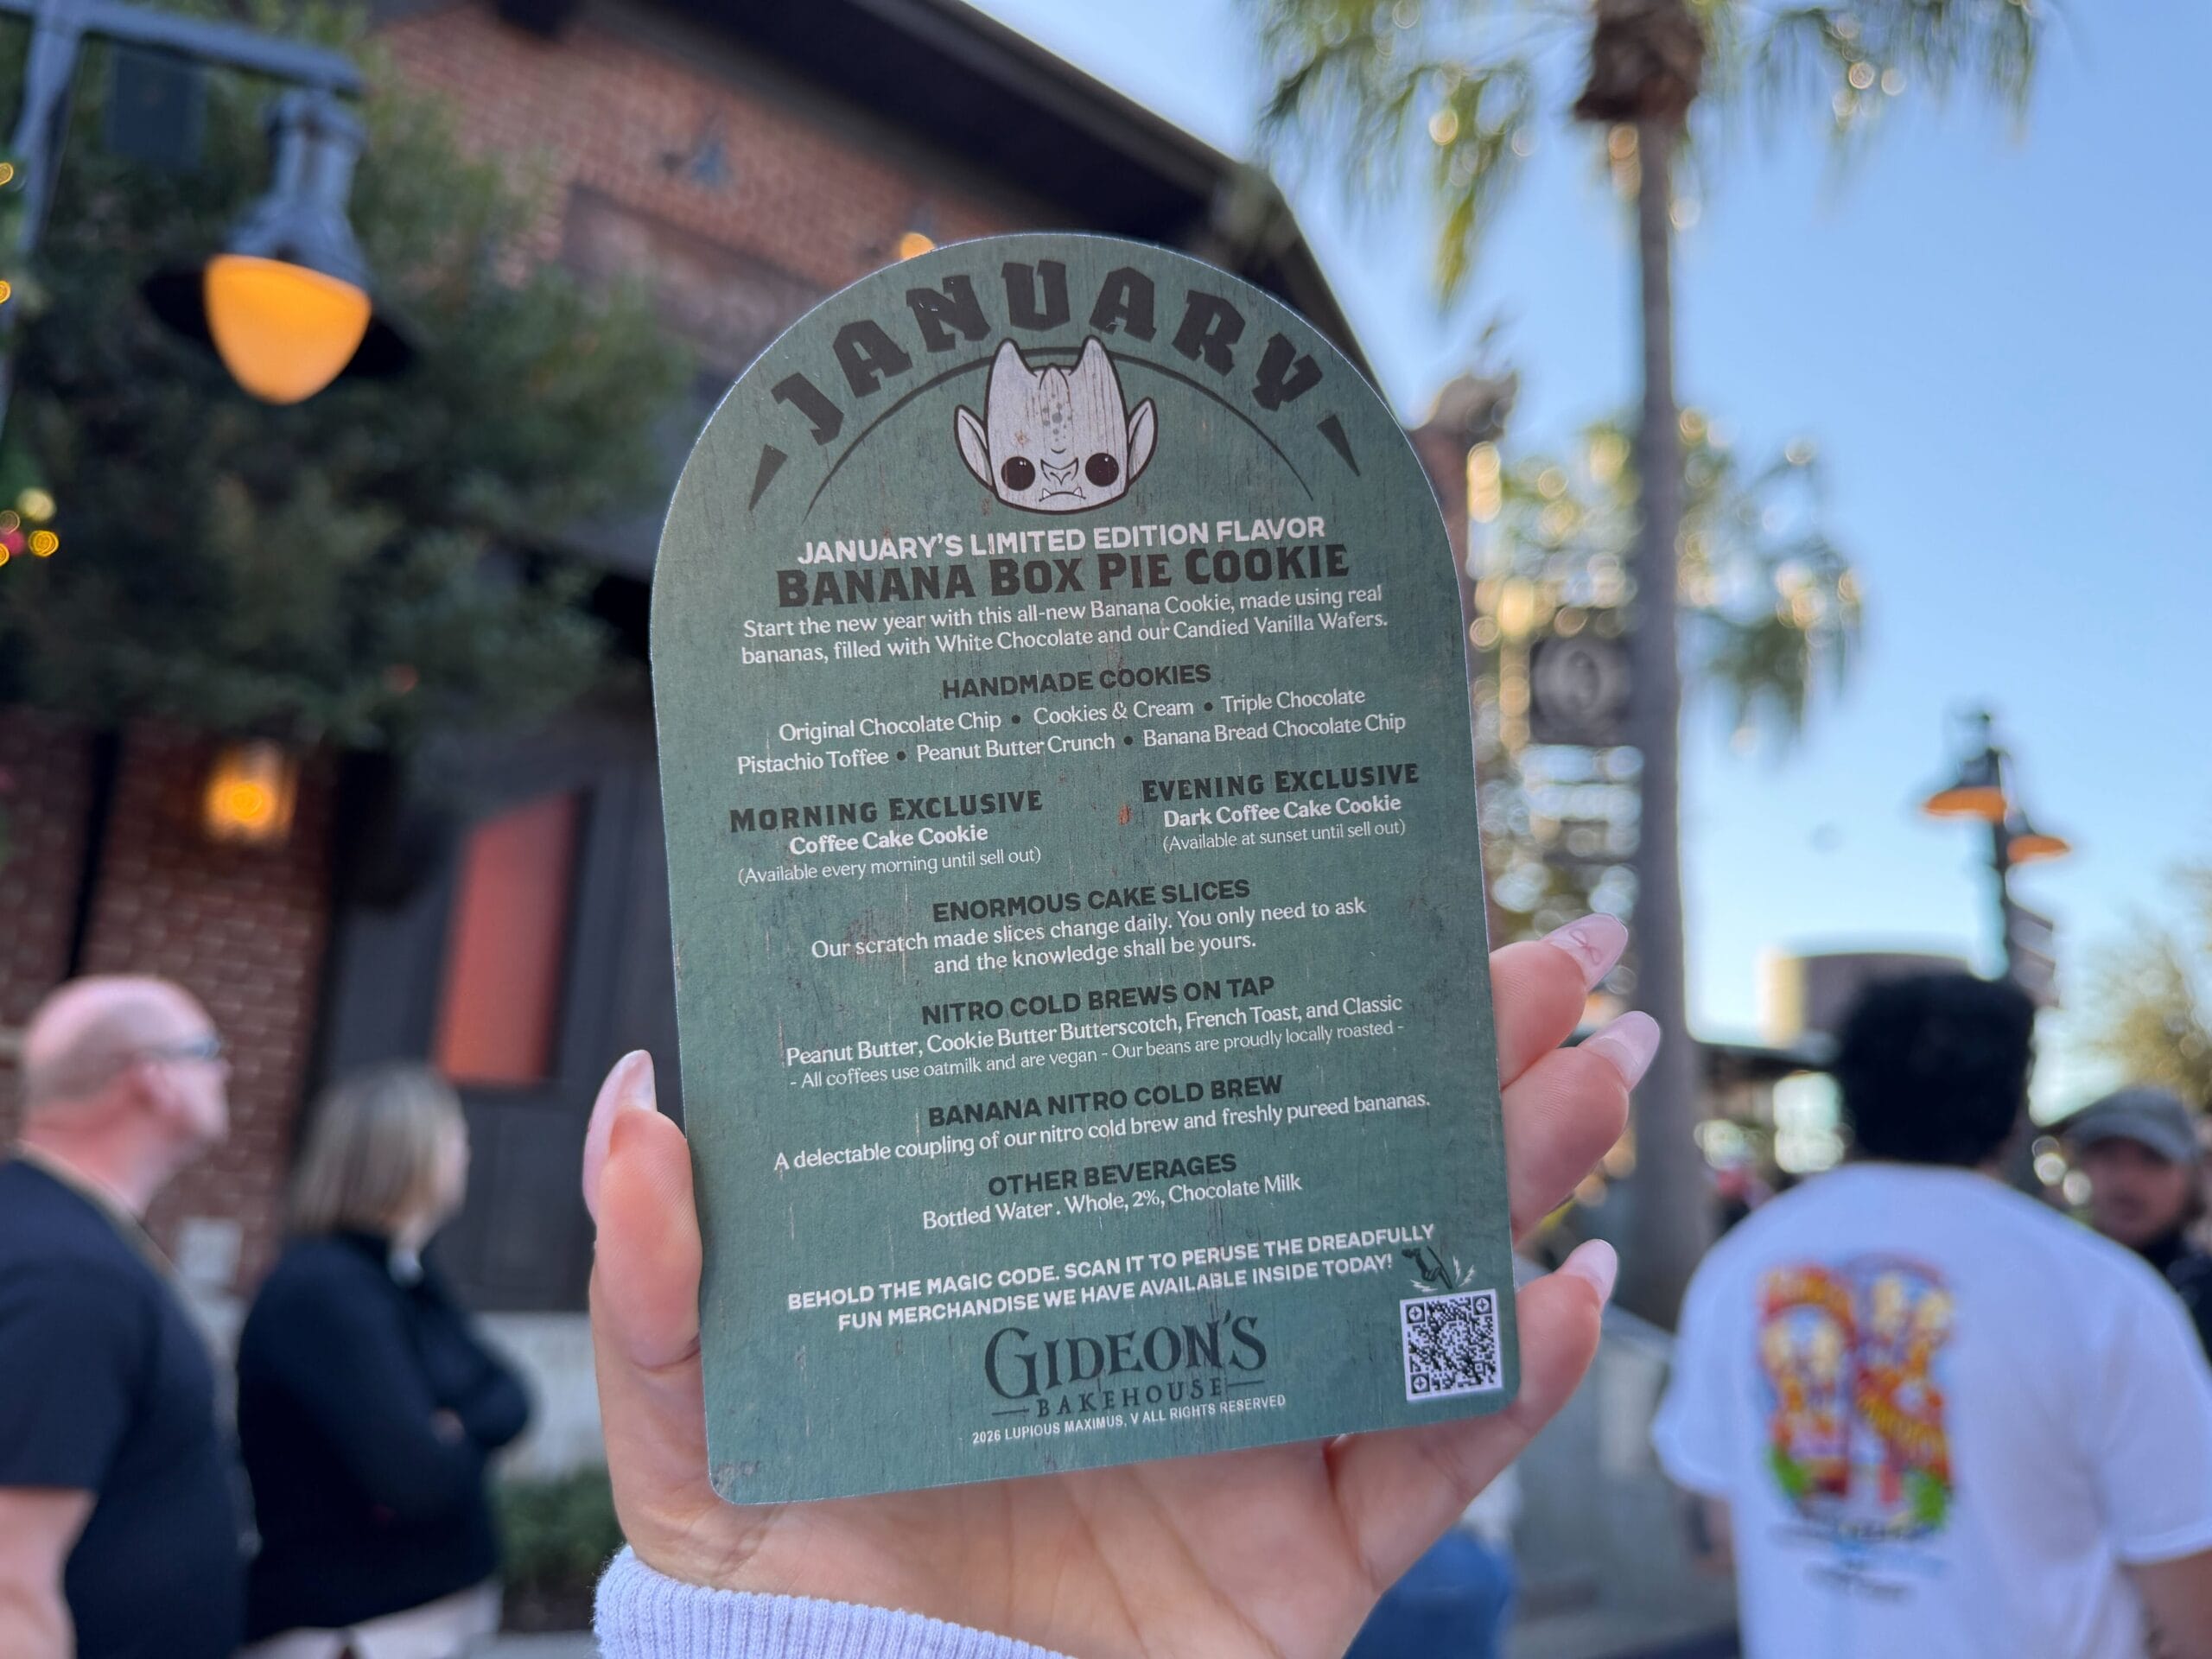 JANUARY
JANUARY'S LIMITED EDITION FLAVOR
BANANA BOX PIE COOKIE
Start the new year with this all-new Banana Cookie, made using real
bananas, filled with White Chocolate and our Candied Vanilla Wafers.
HANDMADE COOKIES
Original Chocolate Chip • Cookies & Cream • Triple Chocolate
Pistachio Toffee • Peanut Butter Crunch • Banana Bread Chocolate Chip
MORNING EXCLUSIVE
Coffee Cake Cookie
(Available every morning until sell out)
EVENING EXCLUSIVE
Dark Coffee Cake Cookie
(Available at sunset until sell out)
ENORMOUS CAKE SLICES
Our scratch made slices change daily. You only need to ask
and the knowledge shall be yours.
NITRO COLD BREWS ON TAP
Peanut Butter, Cookie Butter Butterscotch, French Toast, and Classic
- All coffees use oatmilk and are vegan - Our beans are proudly locally roasted -
BANANA NITRO COLD BREW
A delectable coupling of our nitro cold brew and freshly pureed bananas.
OTHER BEVERAGES
Bottled Water . Whole, 2%, Chocolate Milk
BEHOLD THE MAGIC CODE. SCAN IT TO PERUSE THE DREADFULLY
FUN MERCHANDISE WE HAVE AVAILABLE INSIDE TODAY!
GIDEON'S
BAKEHOUSE
2026 LUPIOUS MAXIMUS, V ALL RIGHTS RESERVED